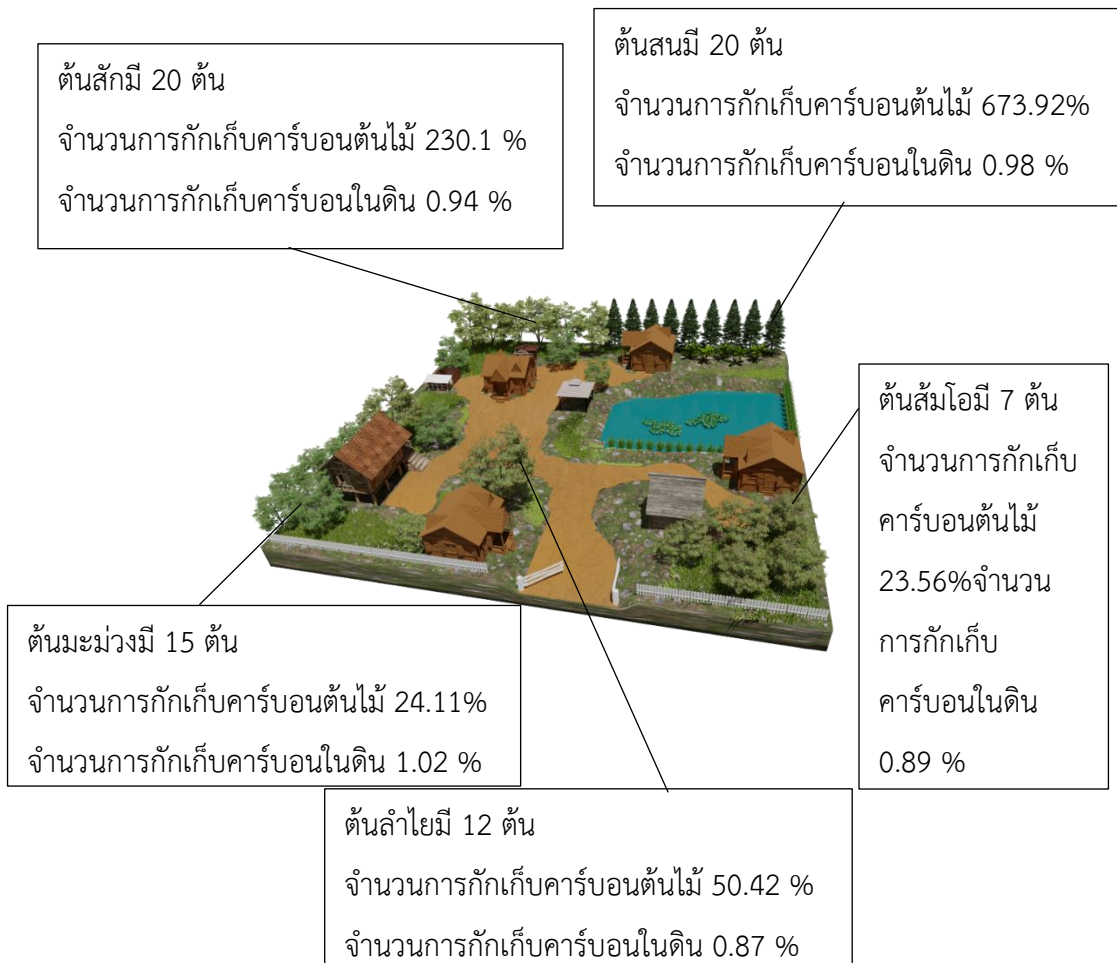 ต้นสักมี 20 ต้น
จำนวนการกักเก็บคาร์บอนต้นไม้ 230.1 %
จำนวนการกักเก็บคาร์บอนในดิน 0.94 %
ต้นสนมี 20 ต้น
จำนวนการกักเก็บคาร์บอนต้นไม้ 673.92%
จำนวนการกักเก็บคาร์บอนในดิน 0.98 %
ต้นส้มโอมี 7 ต้น
จำนวนการกักเก็บ
คาร์บอนต้นไม้
23.56%จำนวน
การกักเก็บ
คาร์บอนในดิน
0.89 %
ต้นมะม่วงมี 15 ต้น
จำนวนการกักเก็บคาร์บอนต้นไม้ 24.11%
จำนวนการกักเก็บคาร์บอนในดิน 1.02 %
ต้นลำไยมี 12 ต้น
จำนวนการกักเก็บคาร์บอนต้นไม้ 50.42 %
จำนวนการกักเก็บคาร์บอนในดิน 0.87 %